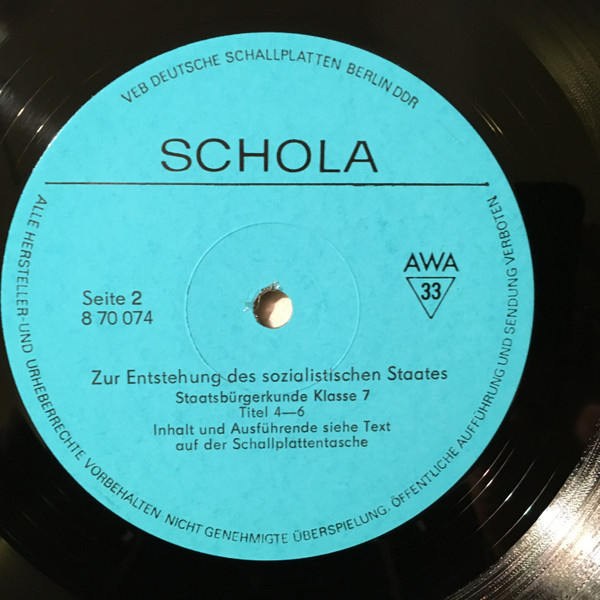 VEB DEUTSCHE SCHALLPLATTEN BERLIN DDR
SCHOLA
AWA
33
Seite 2
8 70 074
Zur Entstehung des sozialistischen Staates
Staatsbürgerkunde Klasse 7
Titel 4—6
Inhalt und Ausführende siehe Text
auf der Schallplattentasche
ALLE HERSTELLER-UND URHEBERRECHTE VORBEHALTEN NICHT GENEHMIGTE ÜBERSPIELUNG, ÖFFENTLICHE AUFFÜHRUNG UND SENDUNG VERBOTEN